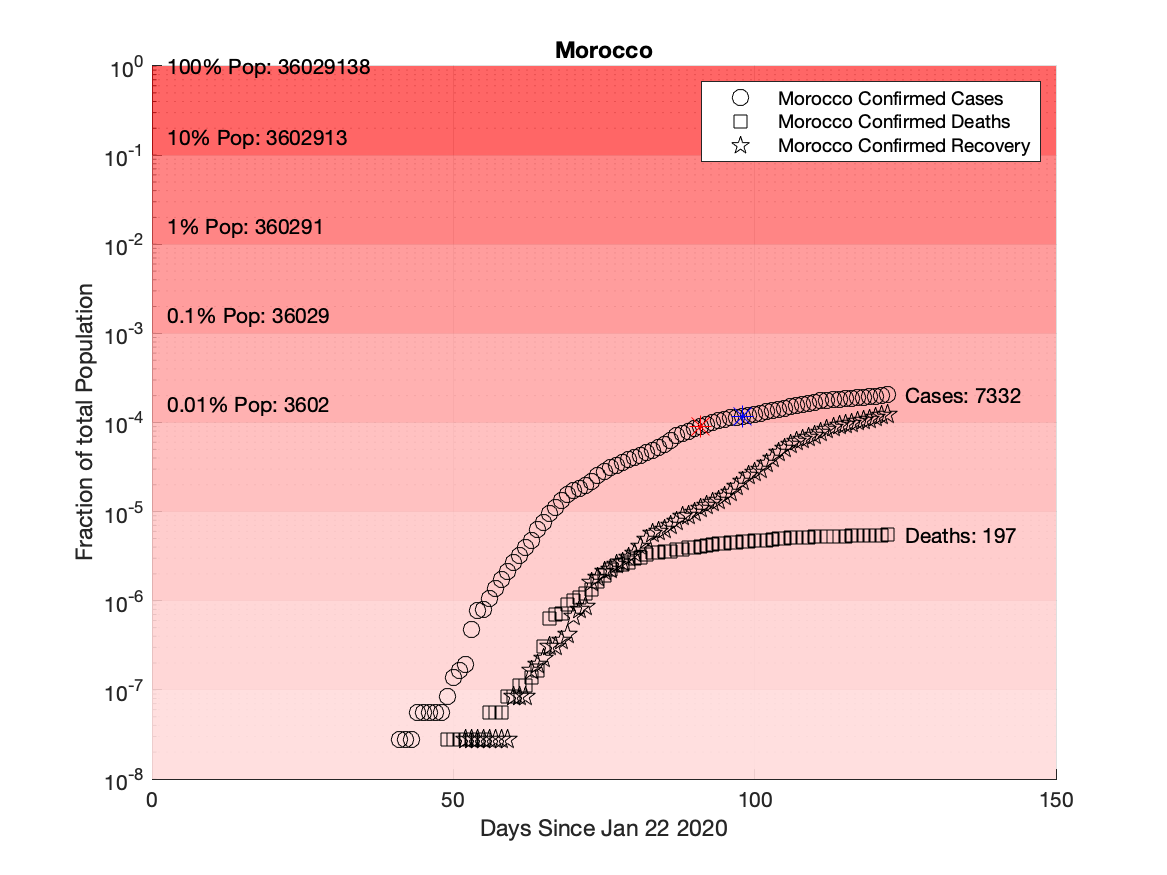 Morocco
10^0
100% Pop: 36029138
Morocco Confirmed Cases
Morocco Confirmed Deaths
Morocco Confirmed Recovery
10% Pop: 3602913
10^-1
1% Pop: 360291
10^-2
0.1% Pop: 36029
10^-3
0.01% Pop: 3602
10^-4
Cases: 7332
10^-5
Deaths: 197
10^-6
10^-7
10^-8
Fraction of total Population
0 50 100 150
Days Since Jan 22 2020